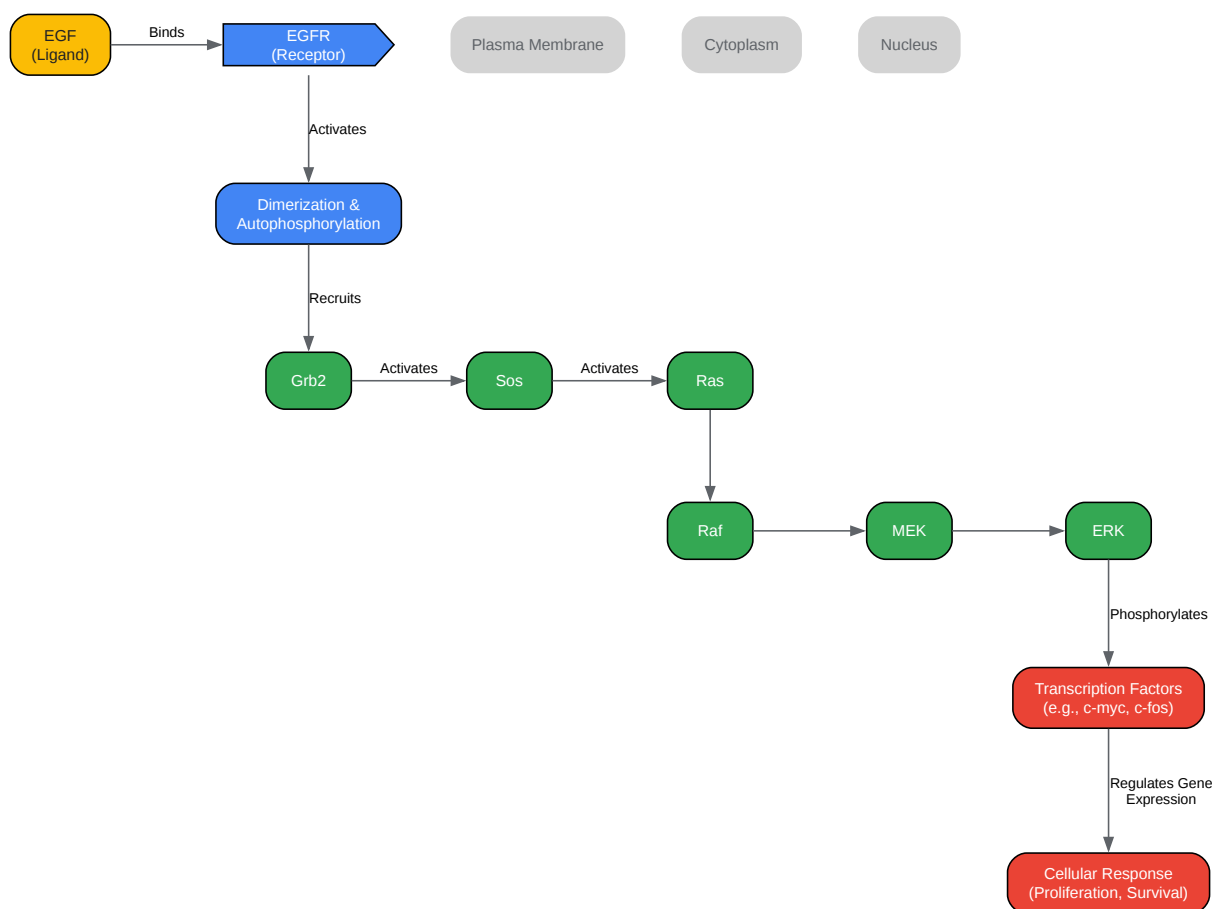 EGF
(Ligand)
Binds
EGFR
(Receptor)
Plasma Membrane
Cytoplasm
Nucleus
Activates
Dimerization &
Autophosphorylation
Recruits
Grb2
Activates
Sos
Activates
Ras
Raf
MEK
ERK
Phosphorylates
Transcription Factors
(e.g., c-myc, c-fos)
Regulates Gene
Expression
Cellular Response
(Proliferation, Survival)